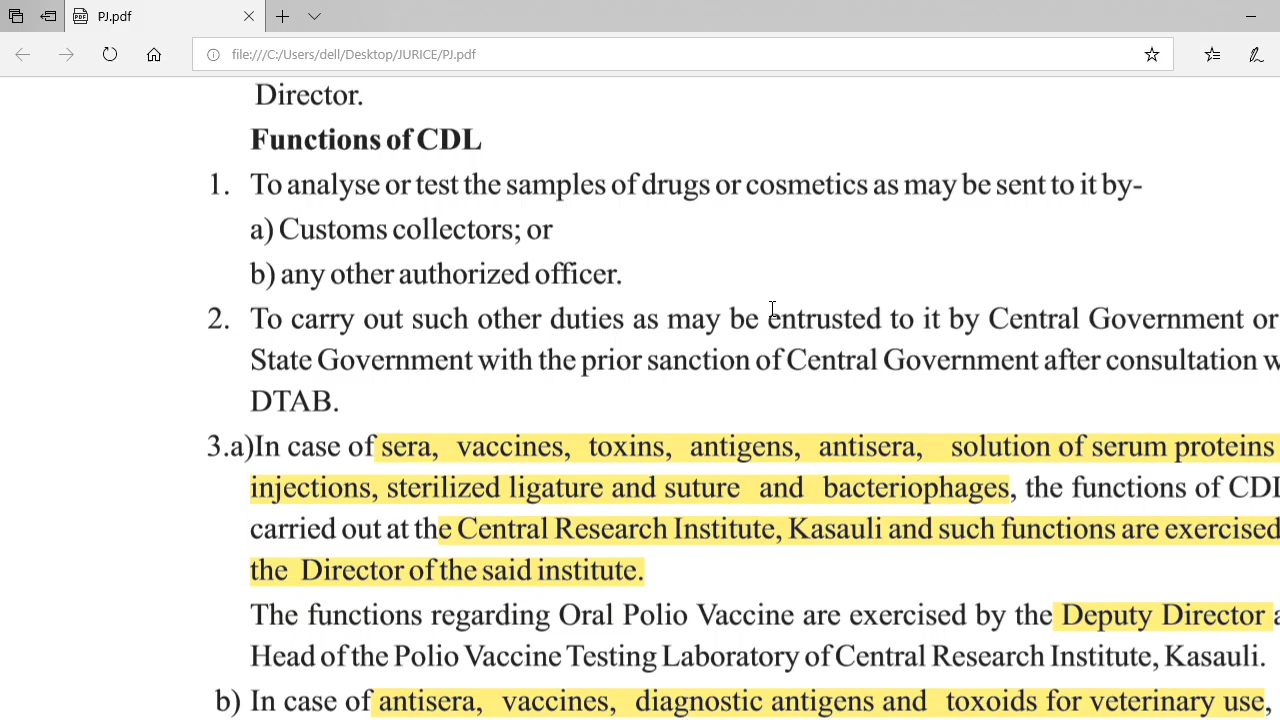 PJ.pdf
file:///C:/Users/dell/Desktop/JURICE/PJ.pdf
Director.
Functions of CDL
1. To analyse or test the samples of drugs or cosmetics as may be sent to it by-
a) Customs collectors; or
b) any other authorized officer.
2. To carry out such other duties as may be entrusted to it by Central Government or
State Government with the prior sanction of Central Government after consultation
DTAB.
3.a)In case of sera, vaccines, toxins, antigens, antisera, solution of serum proteins
injections, sterilized ligature and suture and bacteriophages, the functions of CDL
carried out at the Central Research Institute, Kasauli and such functions are exercised
the Director of the said institute.
The functions regarding Oral Polio Vaccine are exercised by the Deputy Director
Head of the Polio Vaccine Testing Laboratory of Central Research Institute, Kasauli.
b) In case of antisera, vaccines, diagnostic antigens and toxoids for veterinary use,